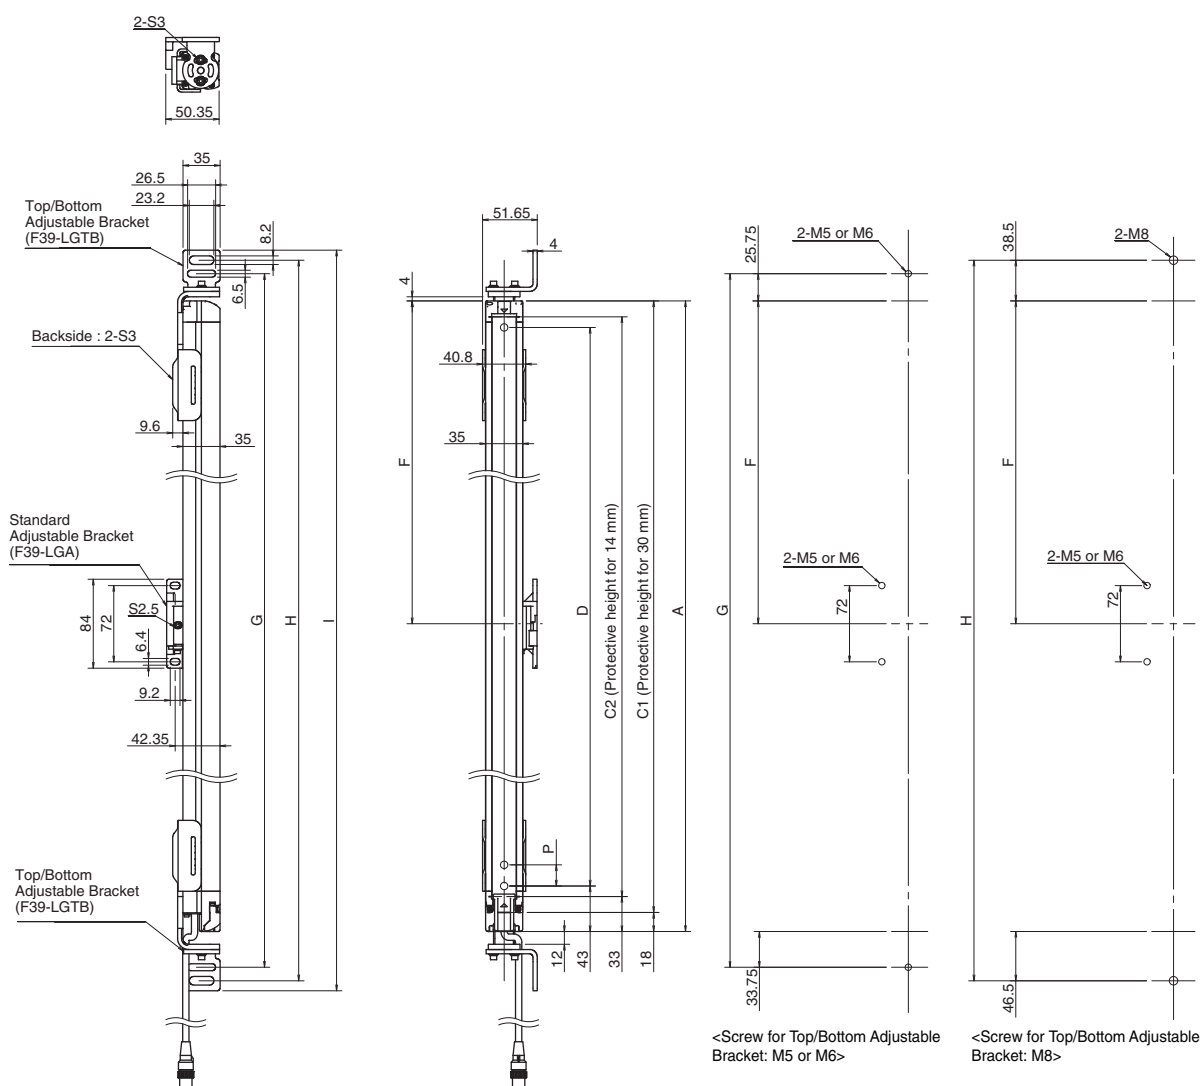 2-S3
50.35
35
26.5
23.2
8.2
6.5
Top/Bottom
Adjustable Bracket
(F39-LGTB)
Backside : 2-S3
9.6
35
Standard
Adjustable Bracket
(F39-LGA)
84
72
S2.5
6.4
9.2
42.35
G
H
I
Top/Bottom
Adjustable Bracket
(F39-LGTB)
51.65
4
4
40.8
35
F
D
C2 (Protective height for 14 mm)
C1 (Protective height for 30 mm)
A
P
12
43
33
18
25.75
2-M5 or M6
F
G
2-M5 or M6
72
33.75
<Screw for Top/Bottom Adjustable
Bracket: M5 or M6>
38.5
2-M8
F
H
2-M5 or M6
72
46.5
<Screw for Top/Bottom Adjustable
Bracket: M8>